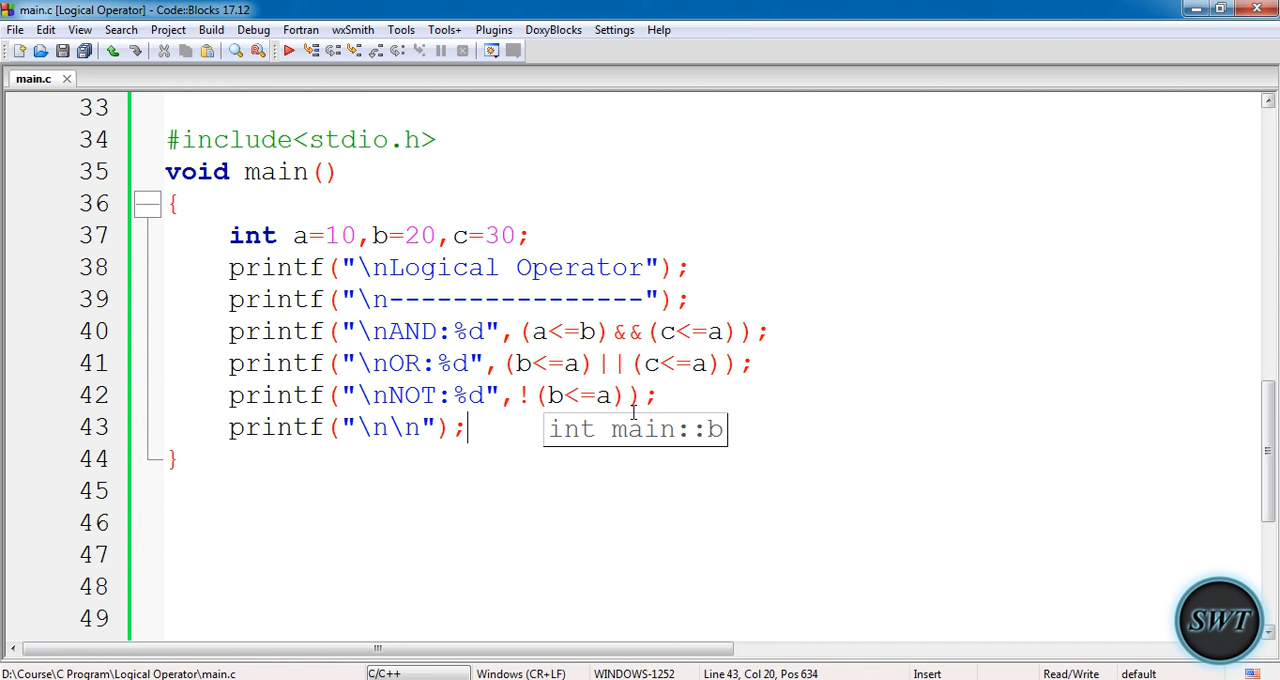 main.c [Logical Operator] - Code::Blocks 17.12
File Edit View Search Project Build Debug Fortran wxSmith Tools Tools+ Plugins DoxyBlocks Settings Help
main.c
33
34 #include<stdio.h>
35 void main()
36 {
37 int a=10,b=20,c=30;
38 printf("\nLogical Operator");
39 printf("\n----------------");
40 printf("\nAND:%d",(a<=b)&&(c<=a));
41 printf("\nOR:%d",(b<=a)||(c<=a));
42 printf("\nNOT:%d",!(b<=a));
43 printf("\n\n");
int main::b
44 }
45
46
47
48
49
SWT
D:\Course\C Program\Logical Operator\main.c C/C++ Windows (CR+LF) WINDOWS-1252 Line 43, Col 20, Pos 634 Insert Read/Write default